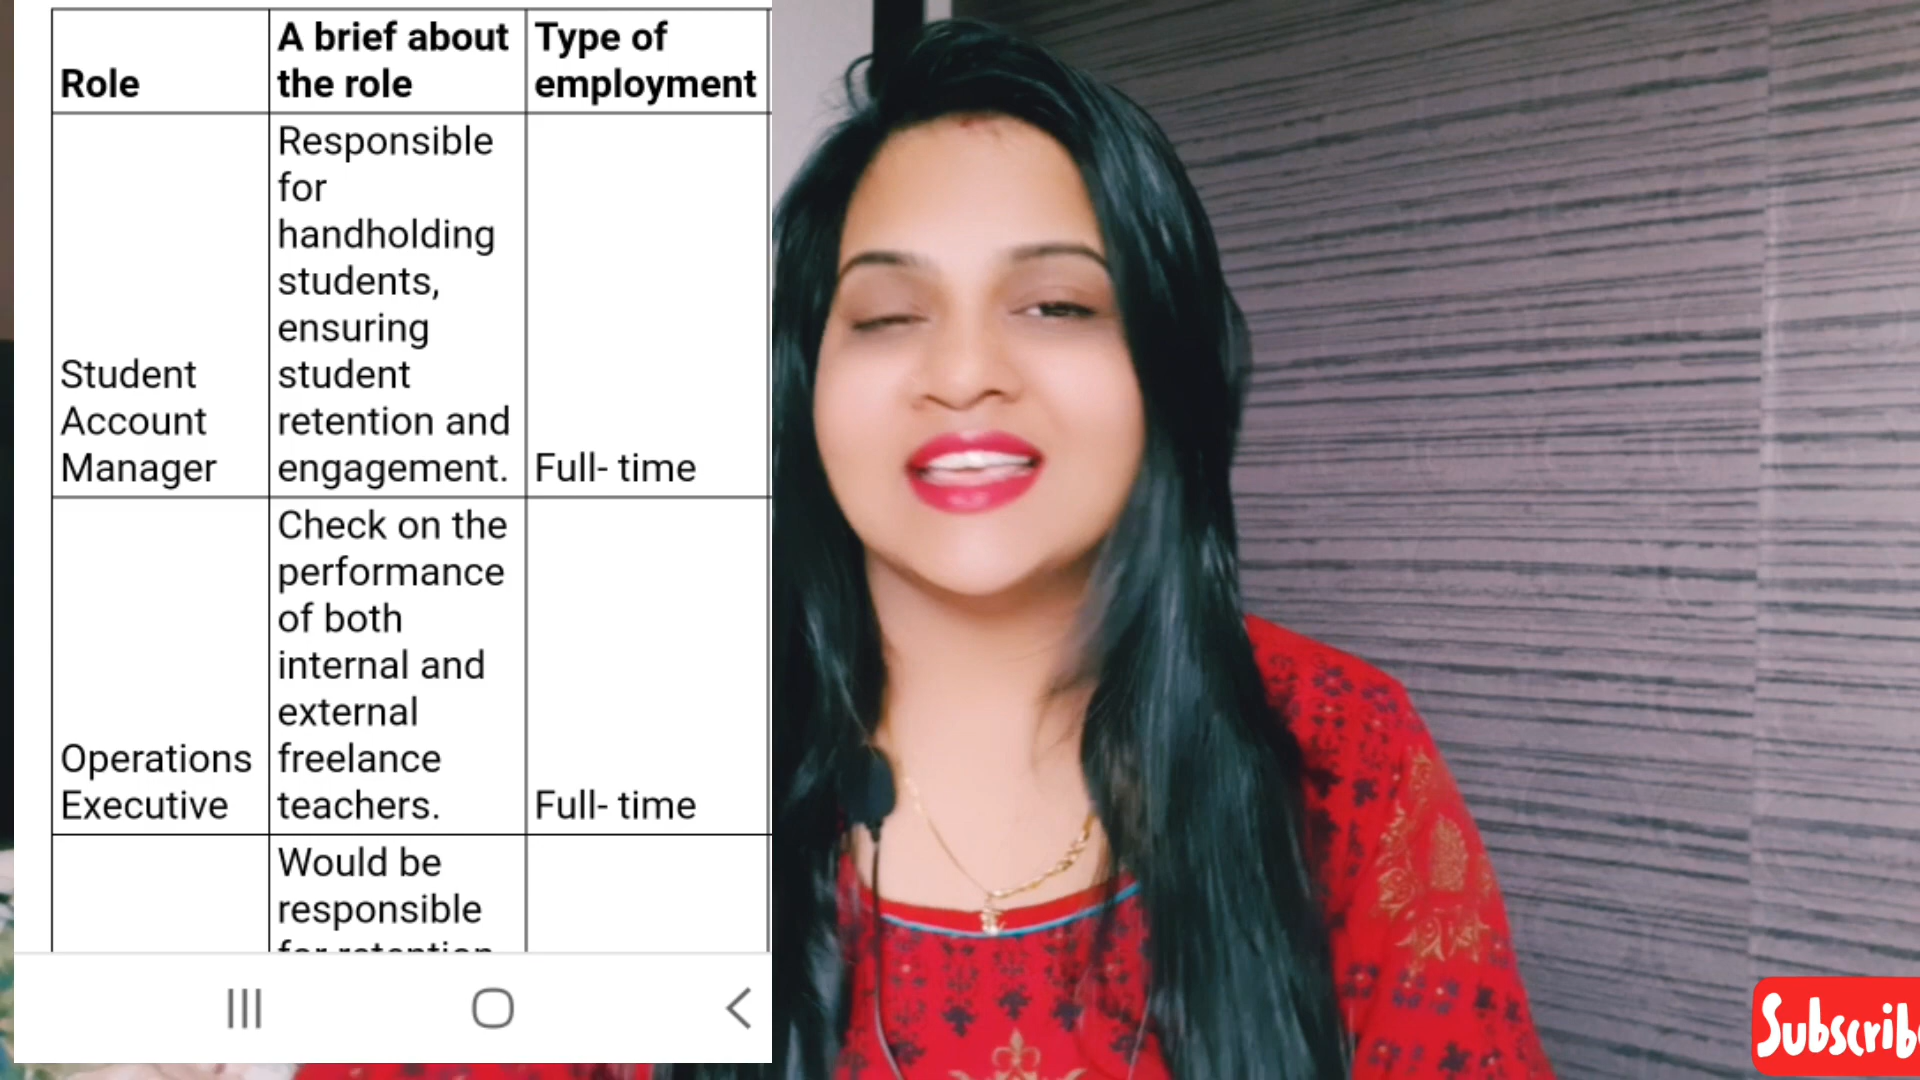 Role
A brief about
the role
Type of
employment
Student
Account
Manager
Responsible
for
handholding
students,
ensuring
student
retention and
engagement.
Full- time
Operations
Executive
Check on the
performance
of both
internal and
external
freelance
teachers.
Full- time
Would be
responsible
for retention